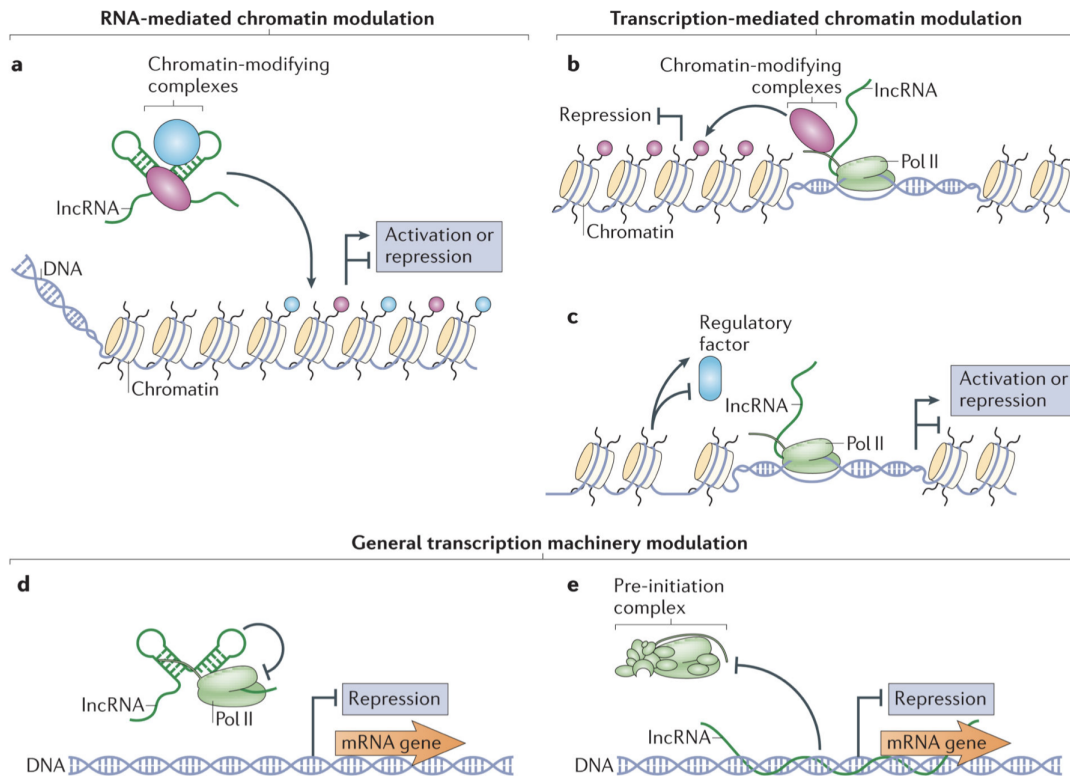 RNA-mediated chromatin modulation
a
Chromatin-modifying
complexes
lncRNA
Activation or
repression
DNA
Chromatin
Transcription-mediated chromatin modulation
b
Chromatin-modifying
complexes
lncRNA
Repression
Pol II
Chromatin
c
Regulatory
factor
lncRNA
Pol II
Activation or
repression
General transcription machinery modulation
d
lncRNA
Pol II
Repression
mRNA gene
DNA
e
Pre-initiation
complex
lncRNA
Repression
mRNA gene
DNA